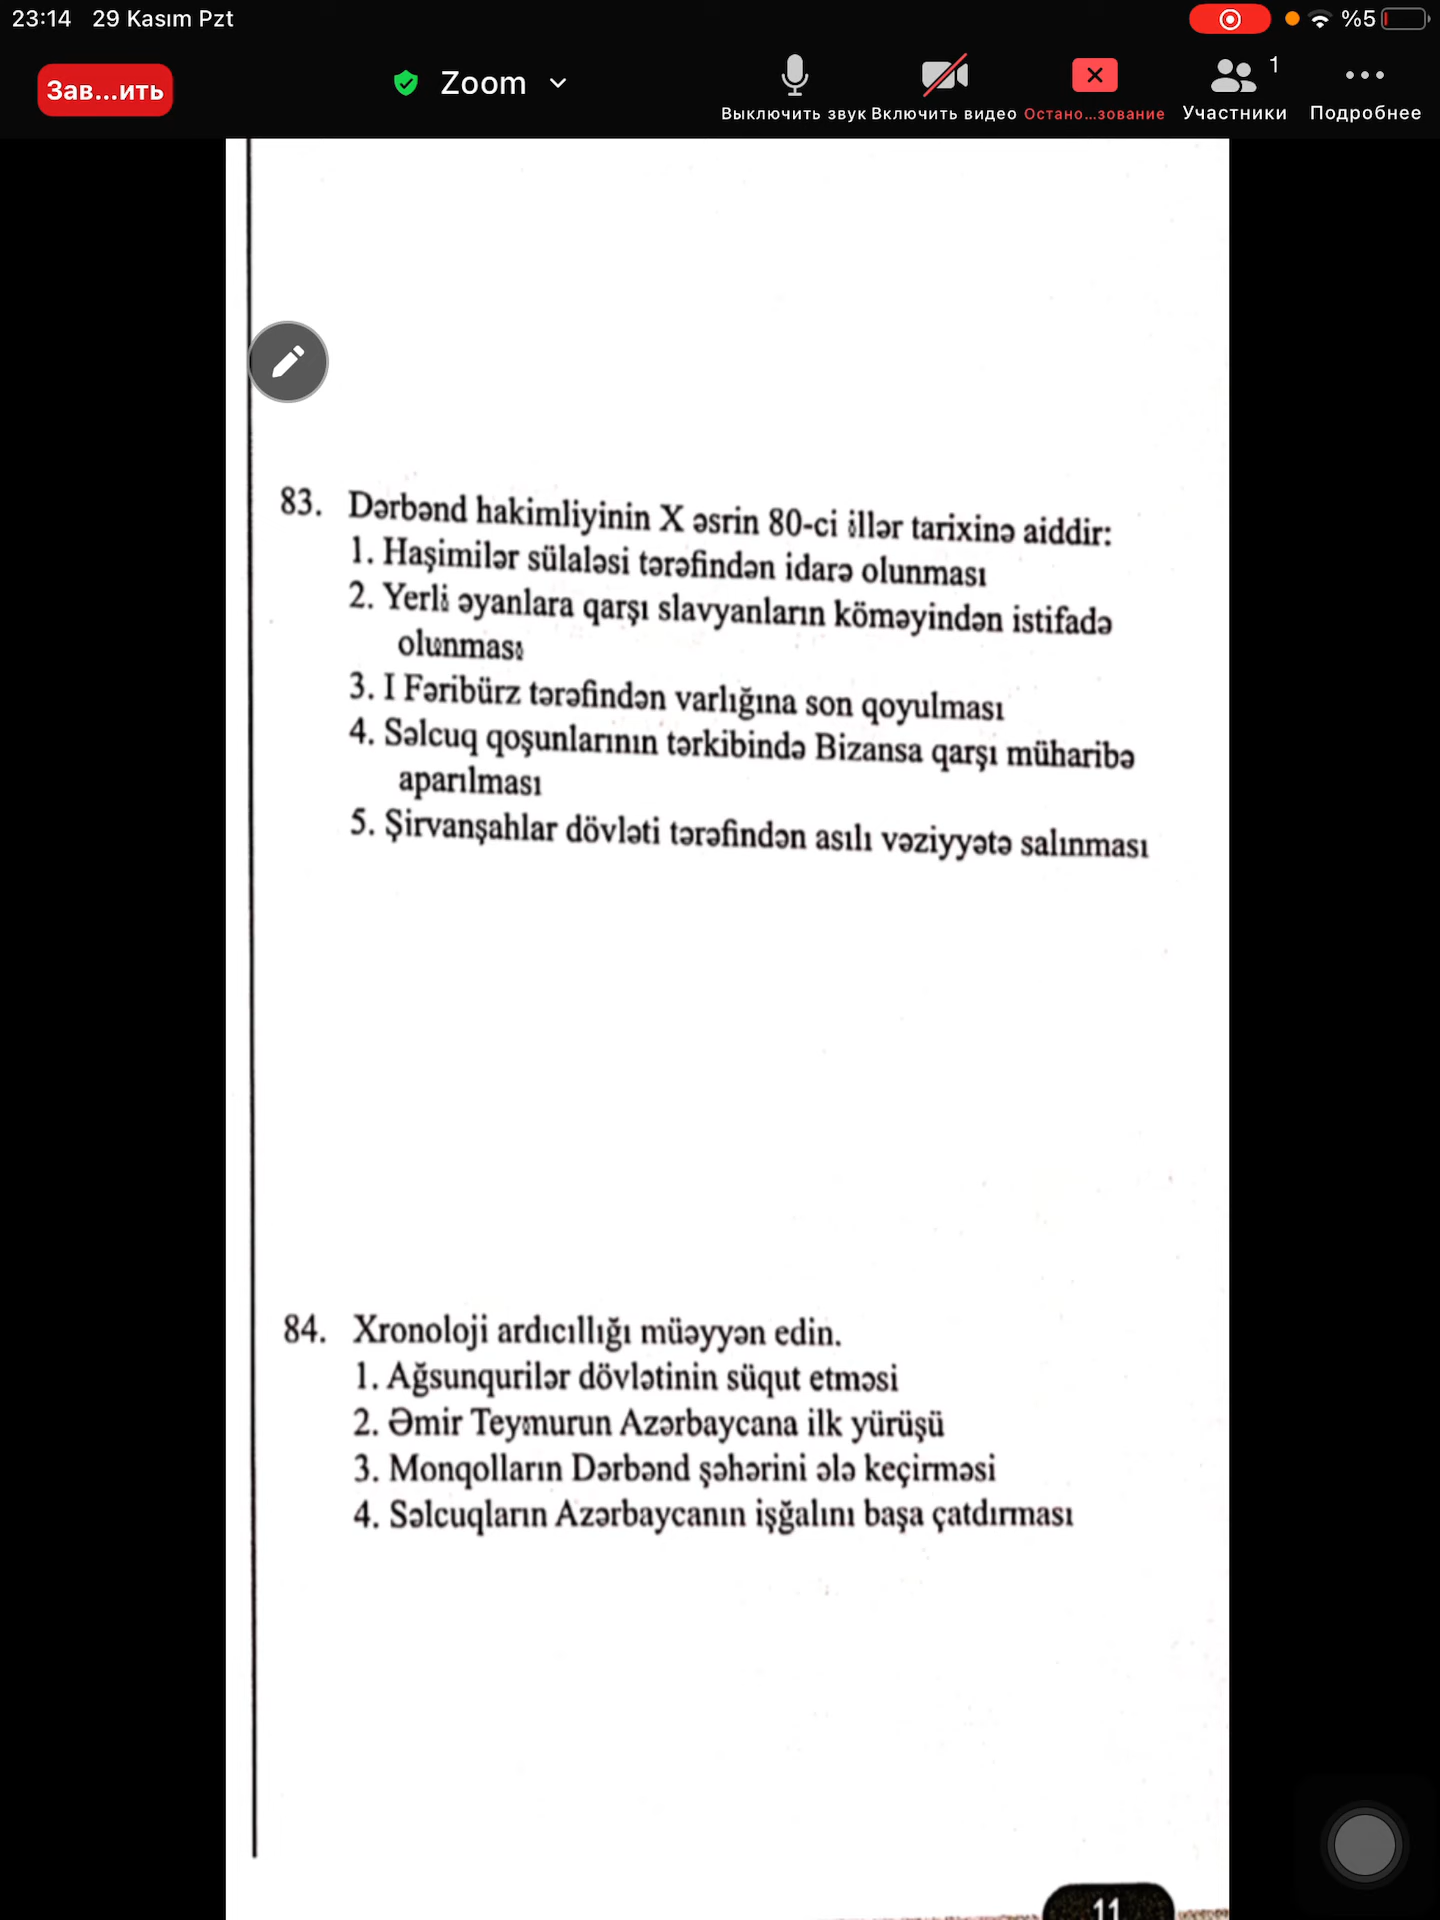 23:14 29 Kasım Pzt %5
Зав...ить
Zoom
1
Выключить звук Включить видео Остано...зование Участники Подробнее
83. Dərbənd hakimliyinin X əsrin 80-ci illər tarixinə aiddir:
1. Haşimilər sülaləsi tərəfindən idarə olunması
2. Yerli əyanlara qarşı slavyanların köməyindən istifadə
olunması
3. I Fəribürz tərəfindən varlığına son qoyulması
4. Səlcuq qoşunlarının tərkibində Bizansa qarşı müharibə
aparılması
5. Şirvanşahlar dövləti tərəfindən asılı vəziyyətə salınması
84. Xronoloji ardıcıllığı müəyyən edin.
1. Ağsunqurilər dövlətinin süqut etməsi
2. Əmir Teymurun Azərbaycana ilk yürüşü
3. Monqolların Dərbənd şəhərini ələ keçirməsi
4. Səlcuqların Azərbaycanın işğalını başa çatdırması
11